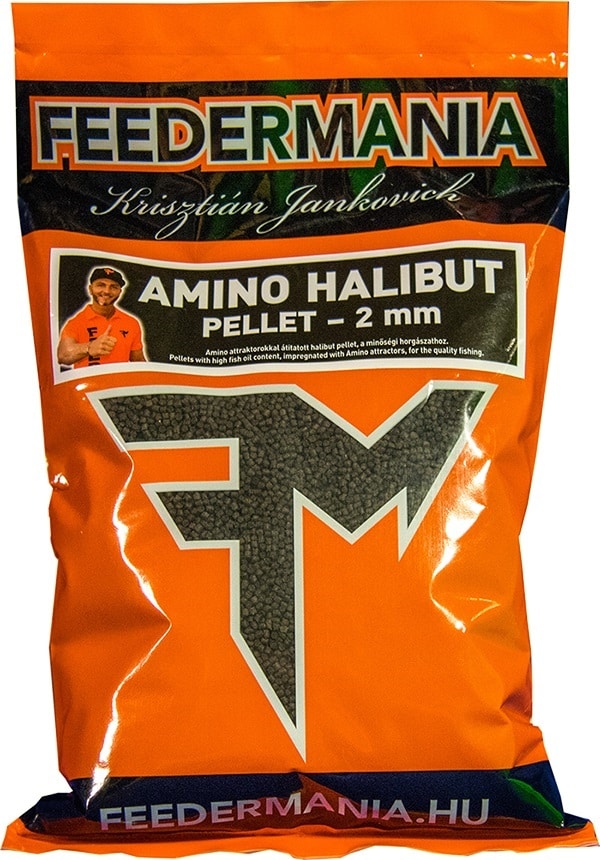 FEEDERMANIA
Krisztián Jankovich
AMINO HALIBUT
PELLET – 2 mm
Amino attraktorokkal átitatott halibut pellet, a minőségi horgászathoz.
Pellets with high fish oil content, impregnated with Amino attractors, for the quality fishing.
FM
FEEDERMANIA.HU